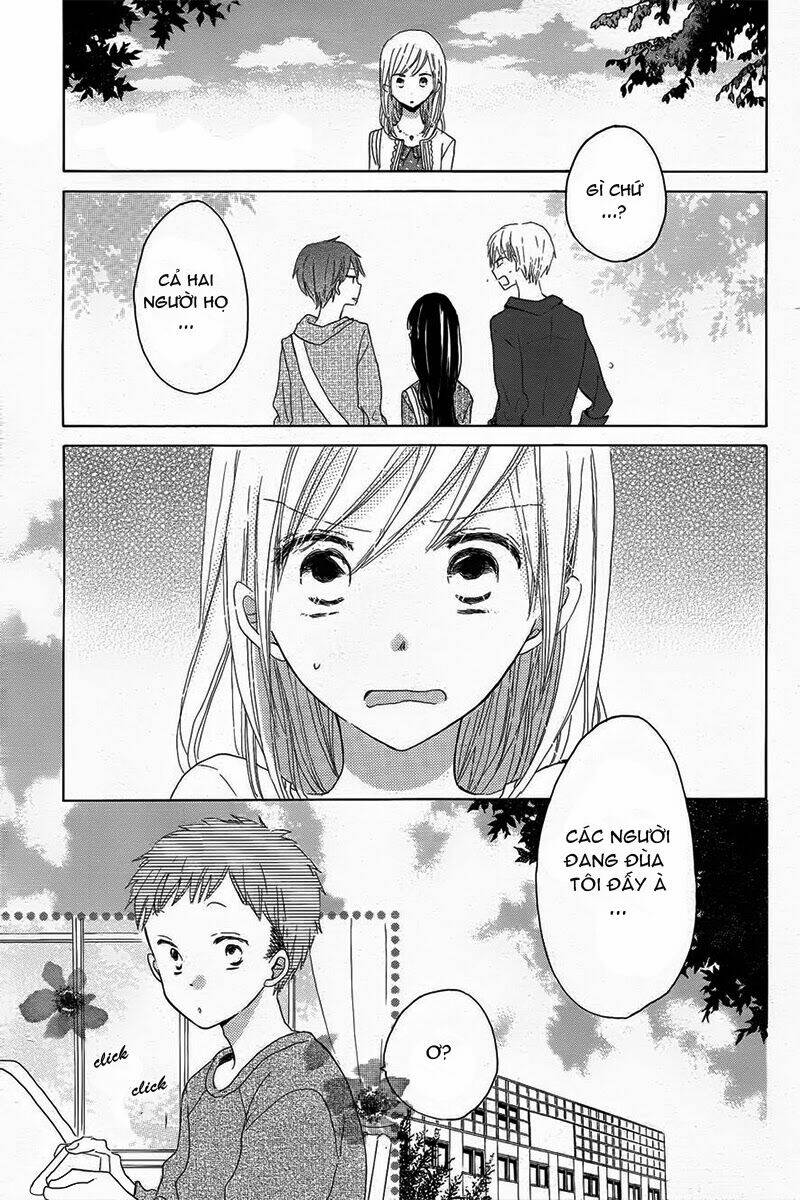 GÌ CHỨ
...?
CẢ HAI
NGƯỜI HỌ
...
CÁC NGƯỜI
ĐANG ĐÙA
TÔI ĐẤY À
...
click
click
Ơ?